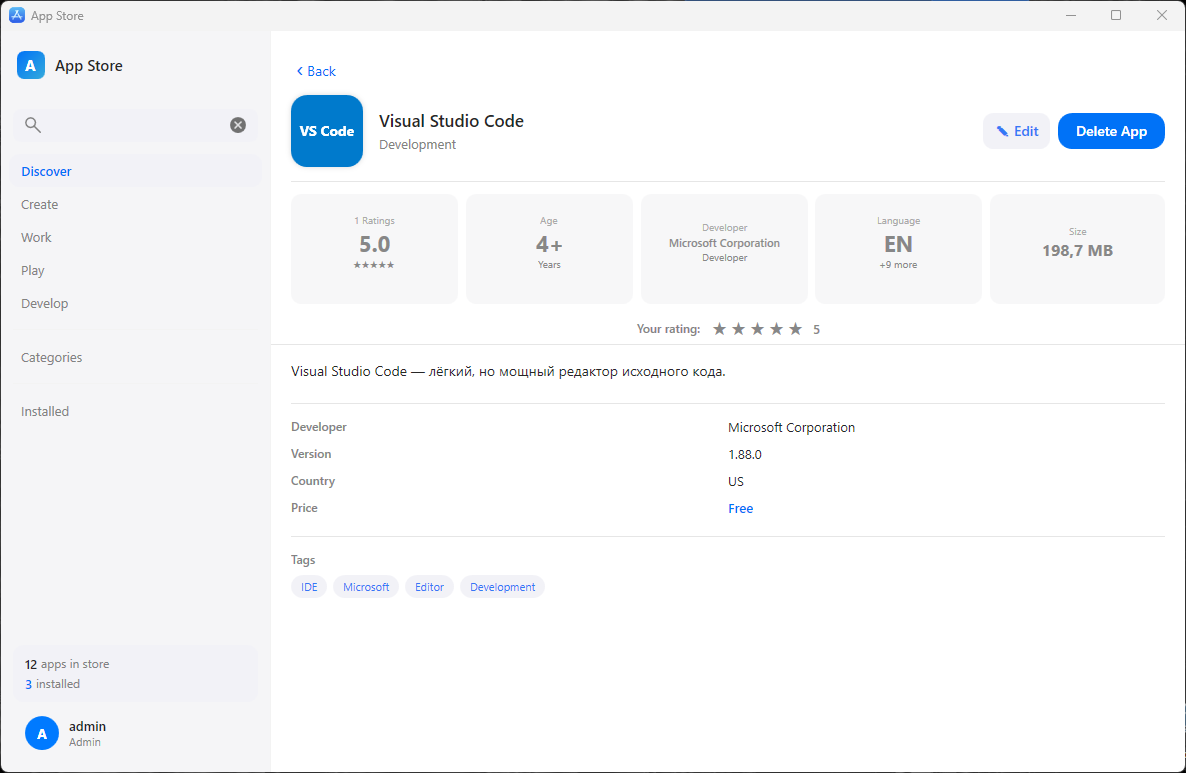 App Store
A App Store
Discover
Create
Work
Play
Develop
Categories
Installed
12 apps in store
3 installed
A
admin
Admin
‹ Back
VS Code
Visual Studio Code
Development
Edit
Delete App
1 Ratings
5.0
★★★★★
Age
4+
Years
Developer
Microsoft Corporation
Developer
Language
EN
+9 more
Size
198,7 MB
Your rating: ★ ★ ★ ★ ★ 5
Visual Studio Code — лёгкий, но мощный редактор исходного кода.
Developer Microsoft Corporation
Version 1.88.0
Country US
Price Free
Tags
IDE Microsoft Editor Development